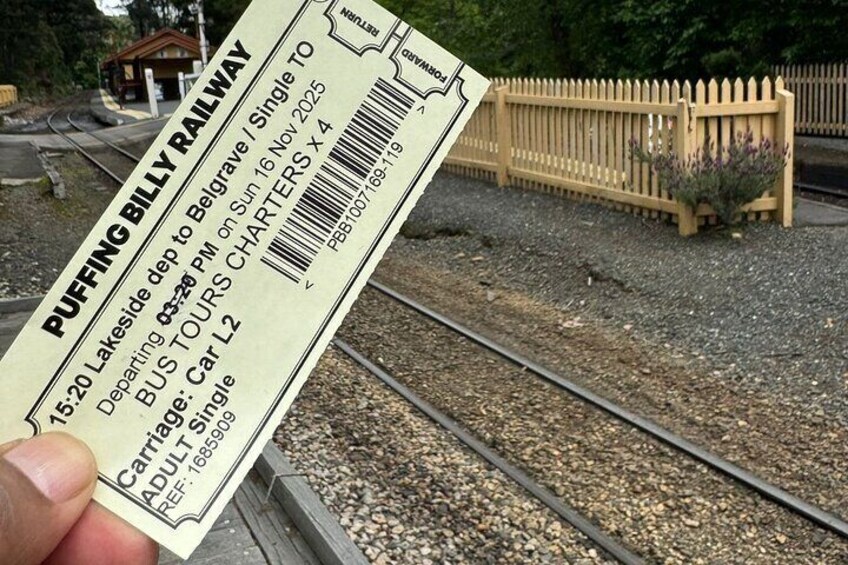 RETURN
FORWARD
PUFFING BILLY RAILWAY
15:20 Lakeside dep to Belgrave / Single TO
Departing 03:20 PM on Sun 16 Nov 2025
BUS TOURS CHARTERS x 4
Carriage: Car L2
ADULT Single
REF: 1685909
< >
PBB1007169-119